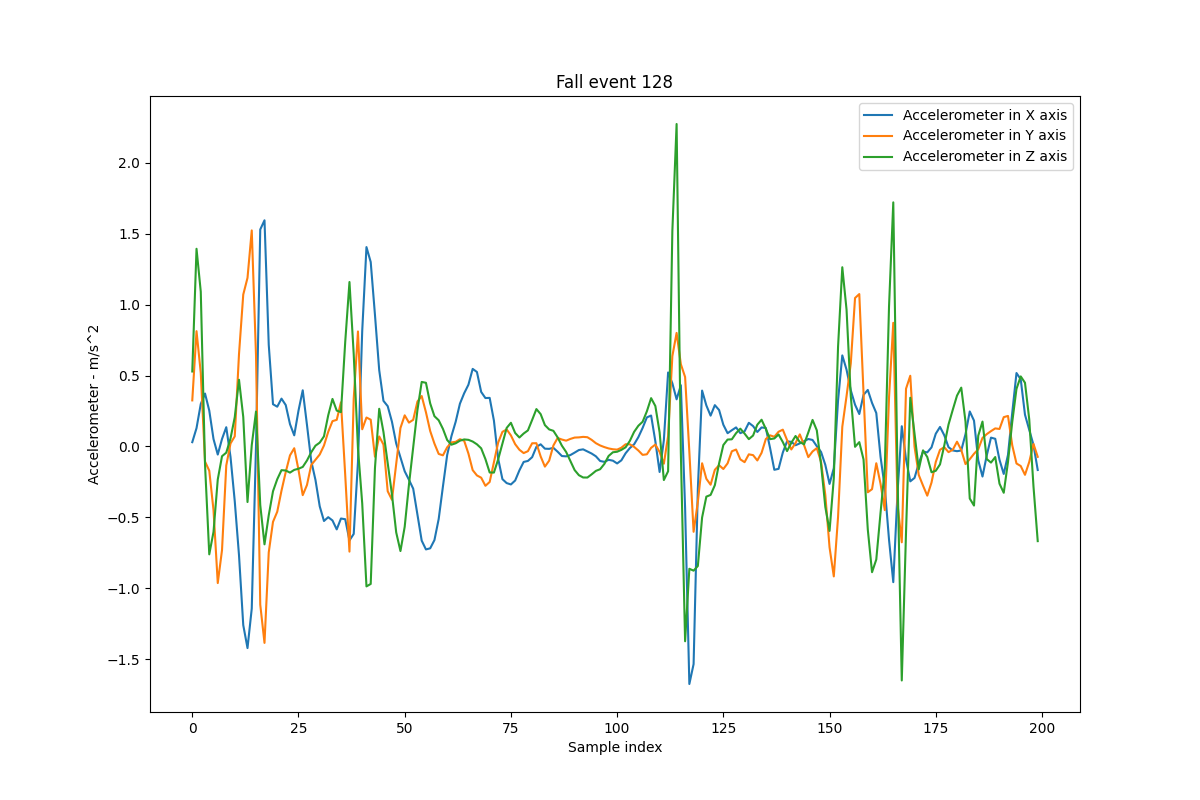 Fall event 128
Accelerometer in X axis
Accelerometer in Y axis
Accelerometer in Z axis
Accelerometer - m/s^2
2.0
1.5
1.0
0.5
0.0
−0.5
−1.0
−1.5
0 25 50 75 100 125 150 175 200
Sample index